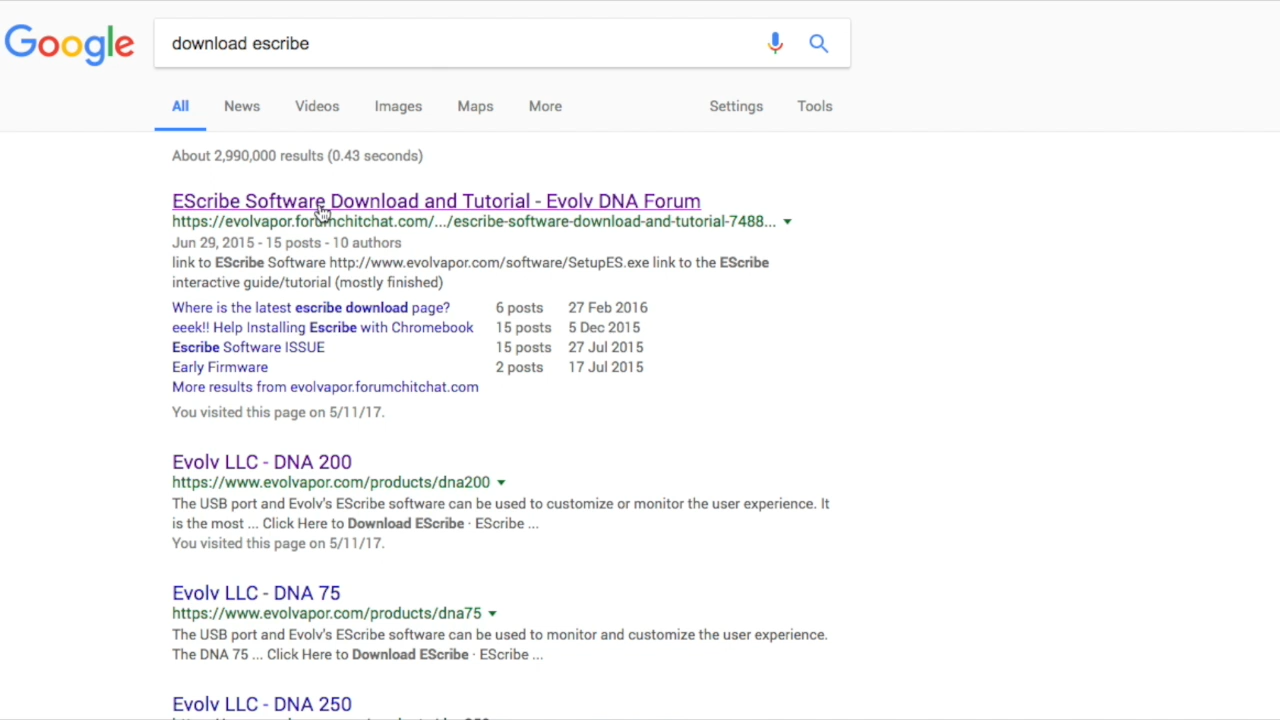 Google
download escribe
All News Videos Images Maps More Settings Tools
About 2,990,000 results (0.43 seconds)
EScribe Software Download and Tutorial - Evolv DNA Forum
https://evolvapor.forumchitchat.com/.../escribe-software-download-and-tutorial-7488...
Jun 29, 2015 - 15 posts - 10 authors
link to EScribe Software http://www.evolvapor.com/software/SetupES.exe link to the EScribe
interactive guide/tutorial (mostly finished)
Where is the latest escribe download page? 6 posts 27 Feb 2016
eeek!! Help Installing Escribe with Chromebook 15 posts 5 Dec 2015
Escribe Software ISSUE 15 posts 27 Jul 2015
Early Firmware 2 posts 17 Jul 2015
More results from evolvapor.forumchitchat.com
You visited this page on 5/11/17.
Evolv LLC - DNA 200
https://www.evolvapor.com/products/dna200
The USB port and Evolv's EScribe software can be used to customize or monitor the user experience. It
is the most ... Click Here to Download EScribe · EScribe ...
You visited this page on 5/11/17.
Evolv LLC - DNA 75
https://www.evolvapor.com/products/dna75
The USB port and Evolv's EScribe software can be used to monitor and customize the user experience.
The DNA 75 ... Click Here to Download EScribe · EScribe ...
Evolv LLC - DNA 250